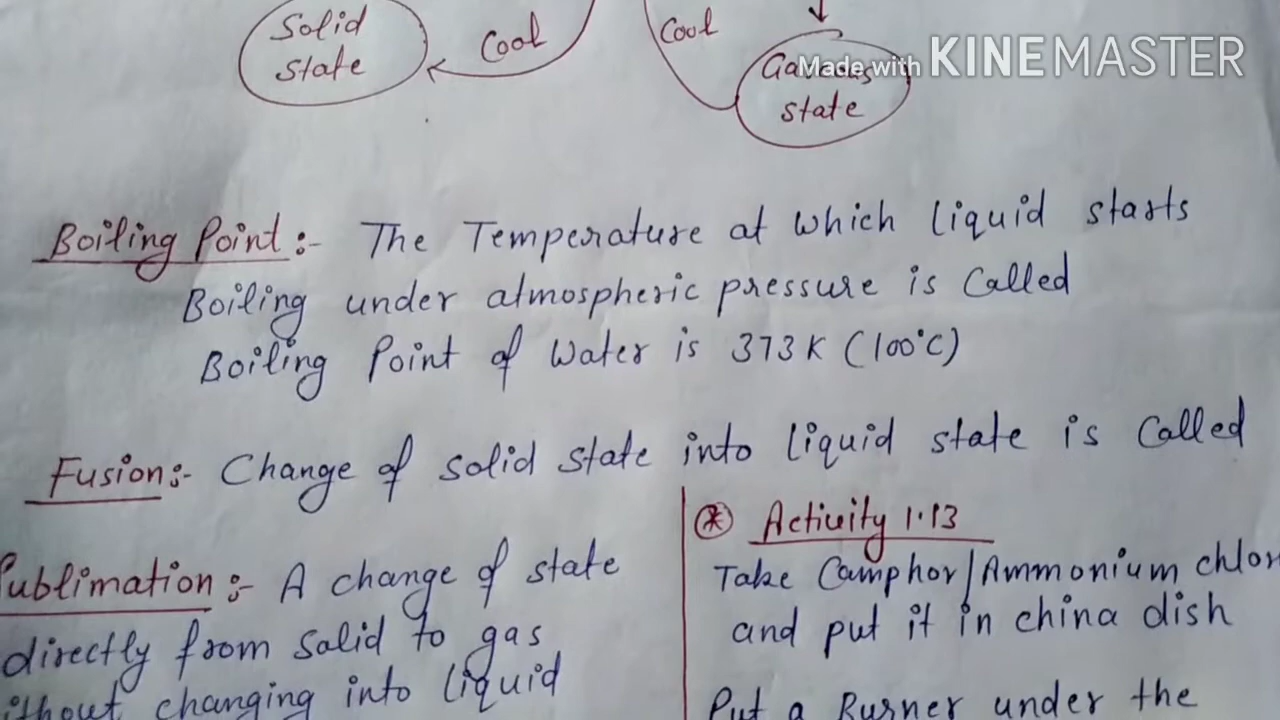 Solid
state
Cool
Cool
Gaseous
state
Made with KINEMASTER
Boiling Point :- The Temperature at which liquid starts
Boiling under atmospheric pressure is Called
Boiling Point of Water is 373K (100°C)
Fusion :- Change of solid state into liquid state is Called
Sublimation :- A change of state
directly from solid to gas
ithout changing into liquid
* Activity 1.13
Take Camphor/Ammonium chlor
and put it in china dish
Put a Burner under the